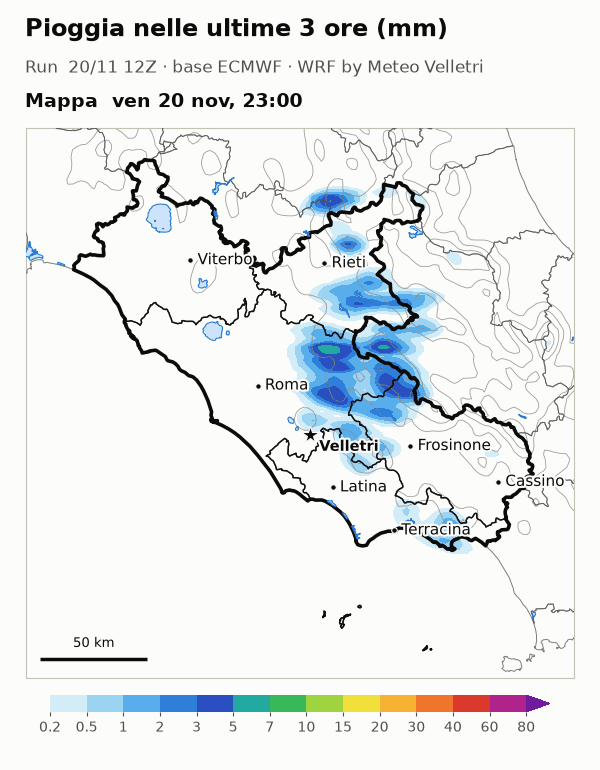 Pioggia nelle ultime 3 ore (mm)
Run  20/11 12Z · base ECMWF · WRF by Meteo Velletri
Mappa  ven 20 nov, 23:00
Viterbo
Rieti
Roma
Velletri
Frosinone
Cassino
Latina
Terracina
50 km
0.2 0.5 1 2 3 5 7 10 15 20 30 40 60 80